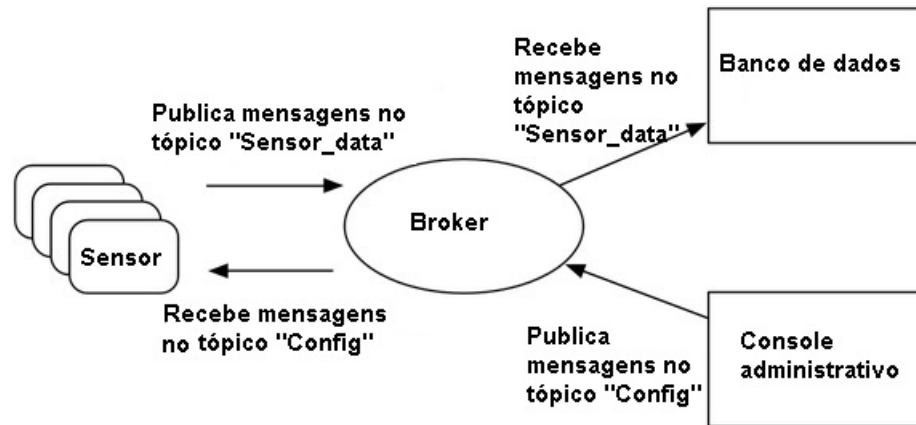 Publica mensagens no
tópico "Sensor_data"
Recebe
mensagens no
tópico
"Sensor_data"
Banco de dados
Sensor
Broker
Recebe mensagens
no tópico "Config"
Publica
mensagens no
tópico "Config"
Console
administrativo